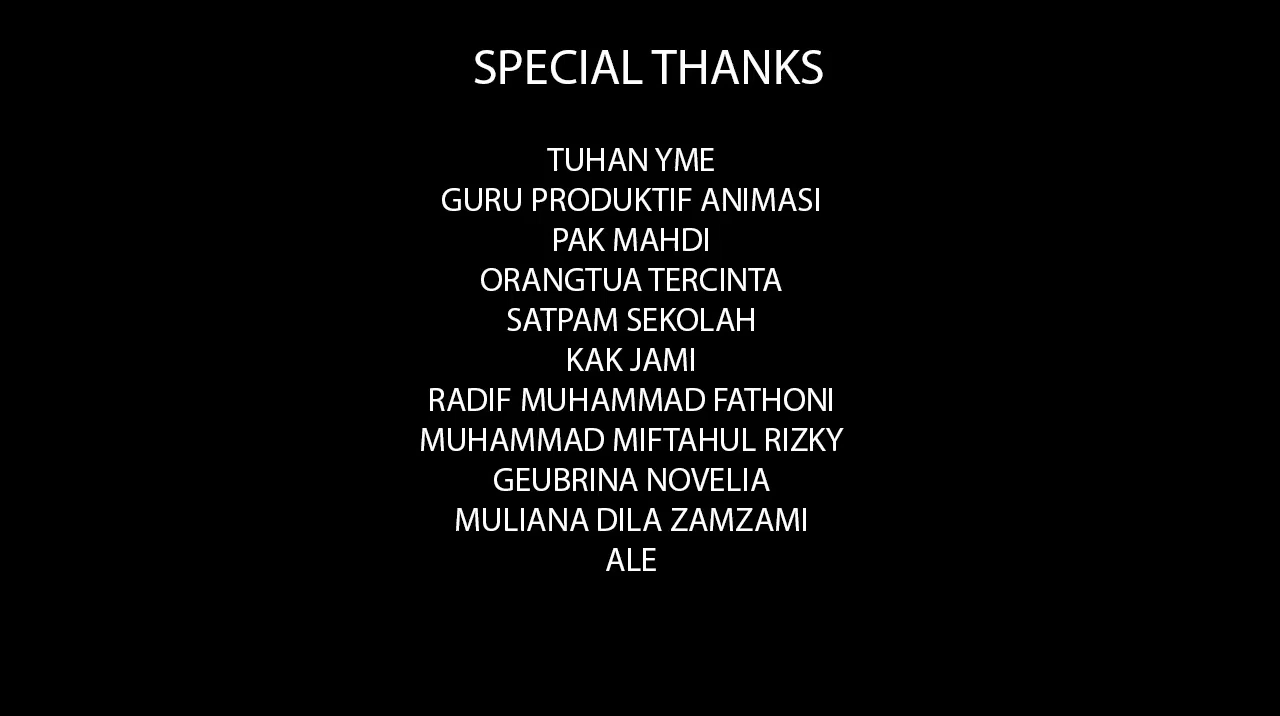 SPECIAL THANKS
TUHAN YME
GURU PRODUKTIF ANIMASI
PAK MAHDI
ORANGTUA TERCINTA
SATPAM SEKOLAH
KAK JAMI
RADIF MUHAMMAD FATHONI
MUHAMMAD MIFTAHUL RIZKY
GEUBRINA NOVELIA
MULIANA DILA ZAMZAMI
ALE